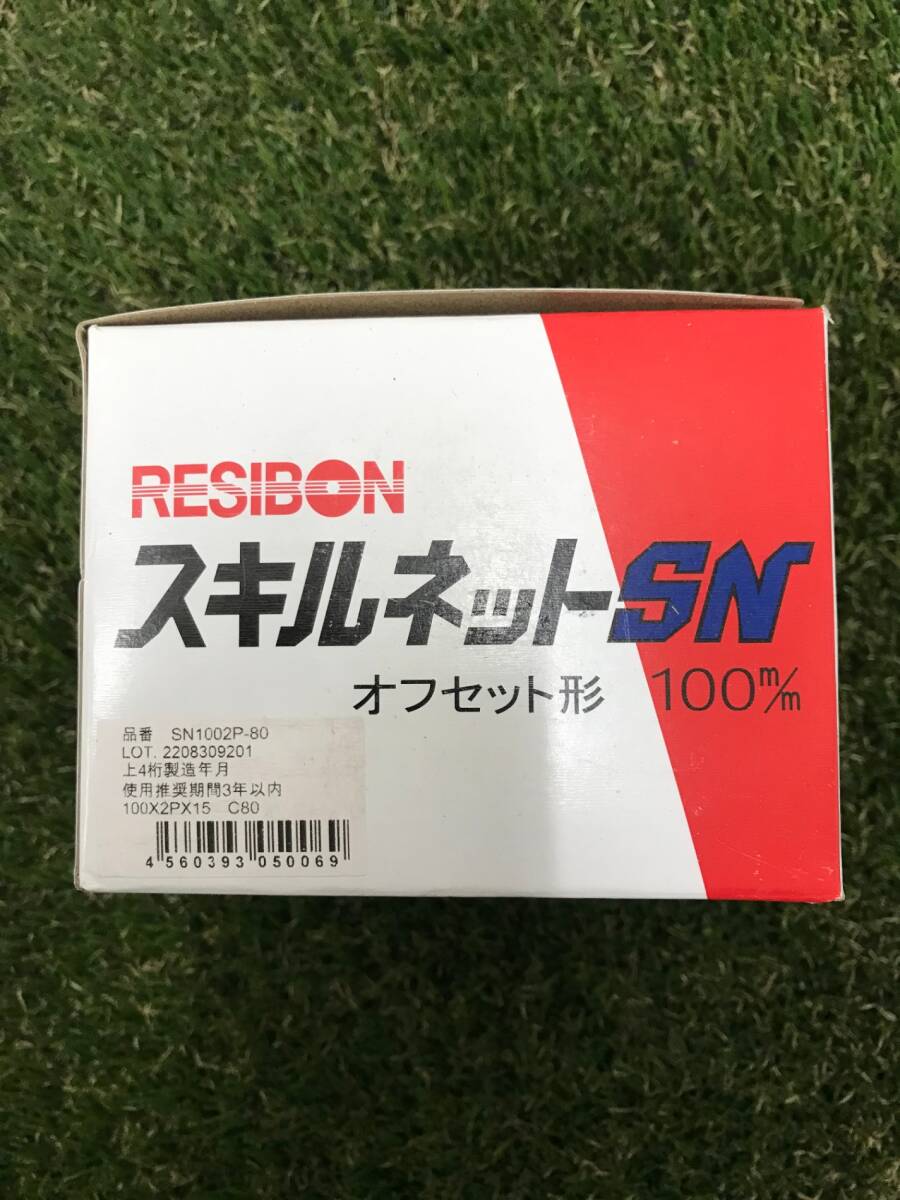 RESIBON
スキルネットSN
オフセット形 100m/m
品番 SN1002P-80
LOT. 2208309201
上4桁製造年月
使用推奨期間3年以内
100X2PX15 C80
4 560393 050069